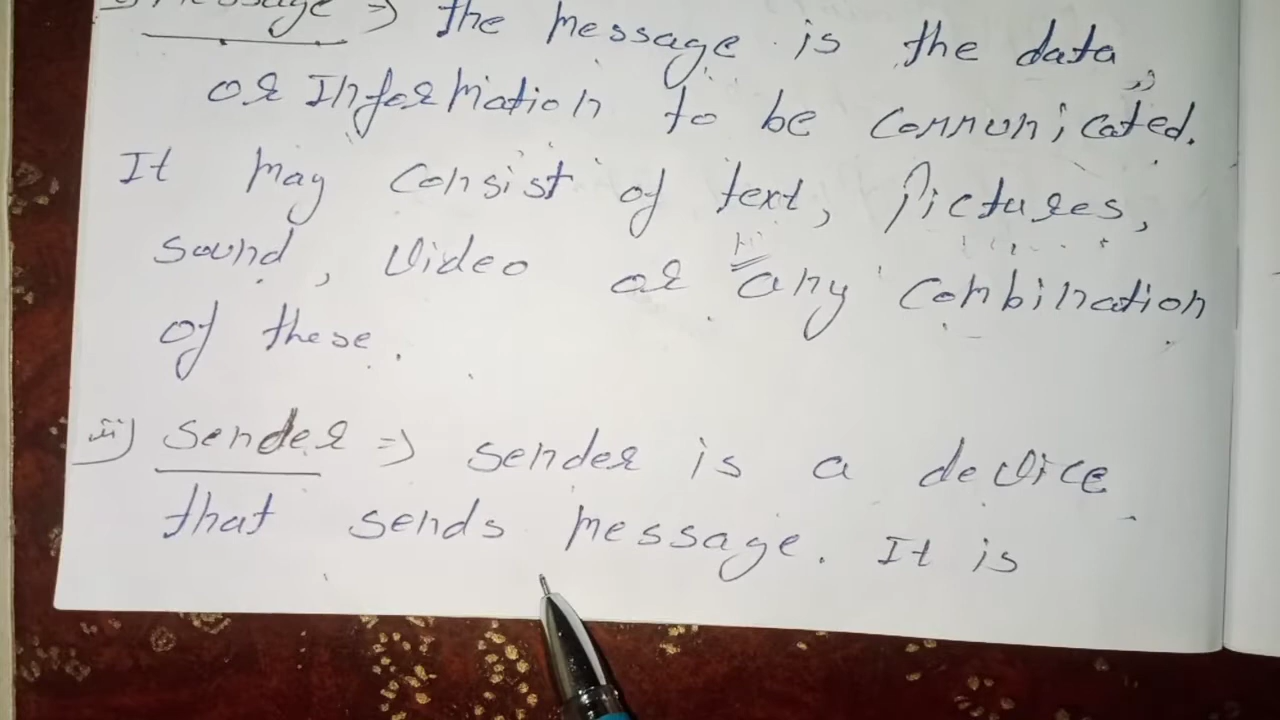 Message => The message is the data,
or Information to be communicated.
It may consist of text, Pictures,
sound, Video or any combination
of these.
ii) Sender => sender is a device
that sends message. It is